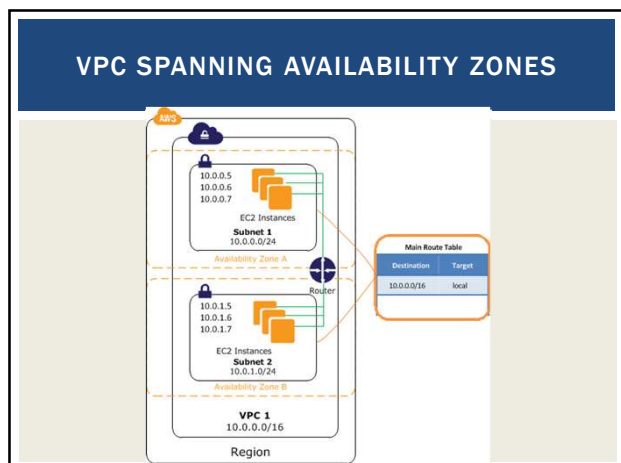 VPC SPANNING AVAILABILITY ZONES
AWS
10.0.0.5
10.0.0.6
10.0.0.7
EC2 Instances
Subnet 1
10.0.0.0/24
Availability Zone A
Router
Main Route Table
Destination Target
10.0.0.0/16 local
10.0.1.5
10.0.1.6
10.0.1.7
EC2 Instances
Subnet 2
10.0.1.0/24
Availability Zone B
VPC 1
10.0.0.0/16
Region